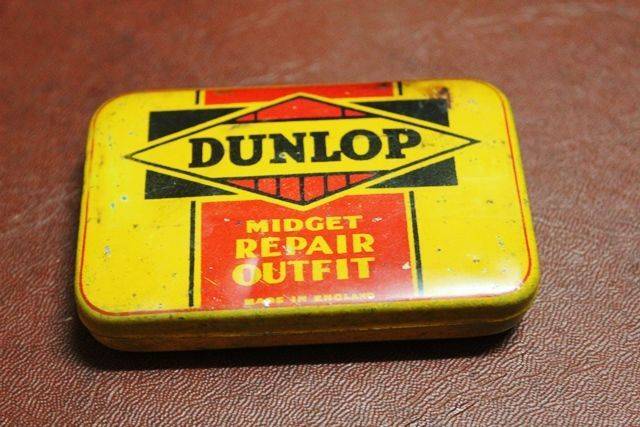 DUNLOP
MIDGET
REPAIR
OUTFIT
MADE IN ENGLAND